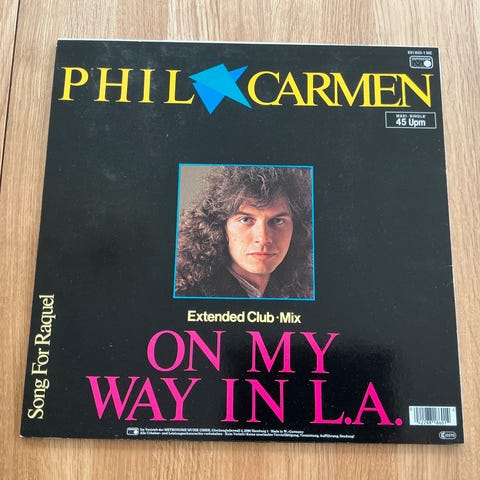 PHIL CARMEN
MAXI-SINGLE
45 Upm
Extended Club·Mix
ON MY
WAY IN L.A.
Song For Raquel